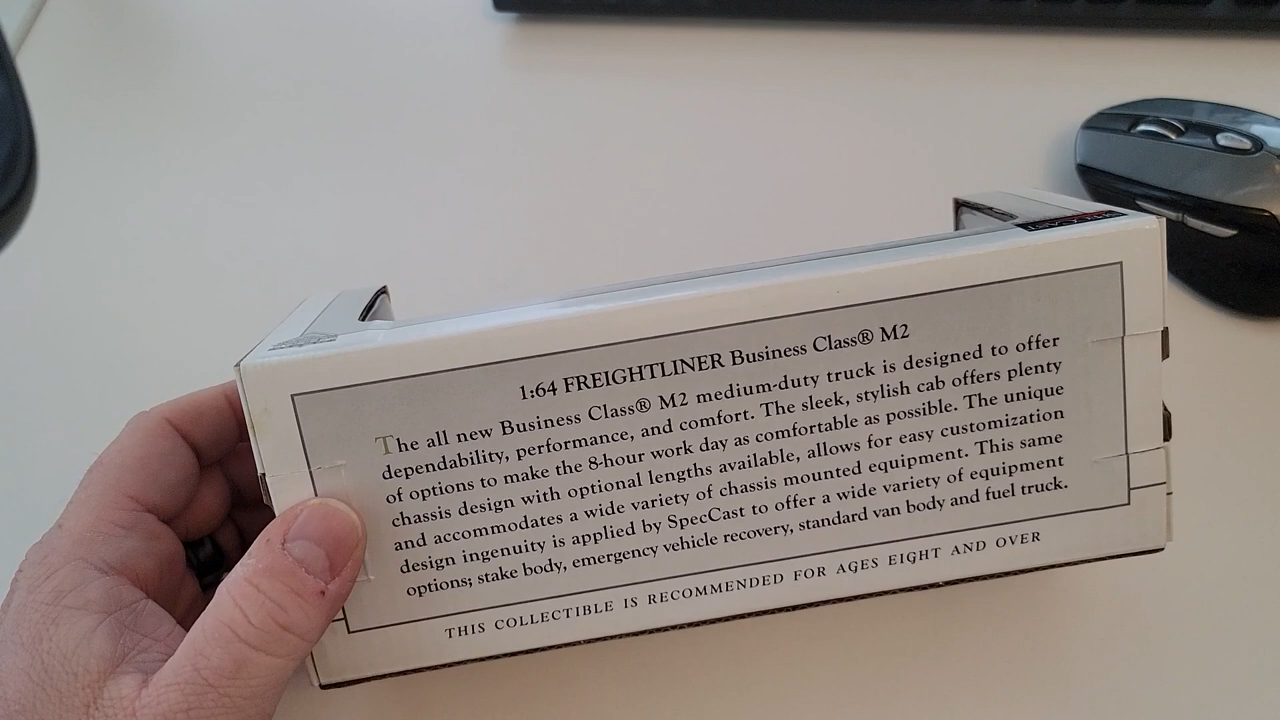 1:64 FREIGHTLINER Business Class® M2
The all new Business Class® M2 medium-duty truck is designed to offer
dependability, performance, and comfort. The sleek, stylish cab offers plenty
of options to make the 8-hour work day as comfortable as possible. The unique
chassis design with optional lengths available, allows for easy customization
and accommodates a wide variety of chassis mounted equipment. This same
design ingenuity is applied by SpecCast to offer a wide variety of equipment
options; stake body, emergency vehicle recovery, standard van body and fuel truck.
THIS COLLECTIBLE IS RECOMMENDED FOR AGES EIGHT AND OVER